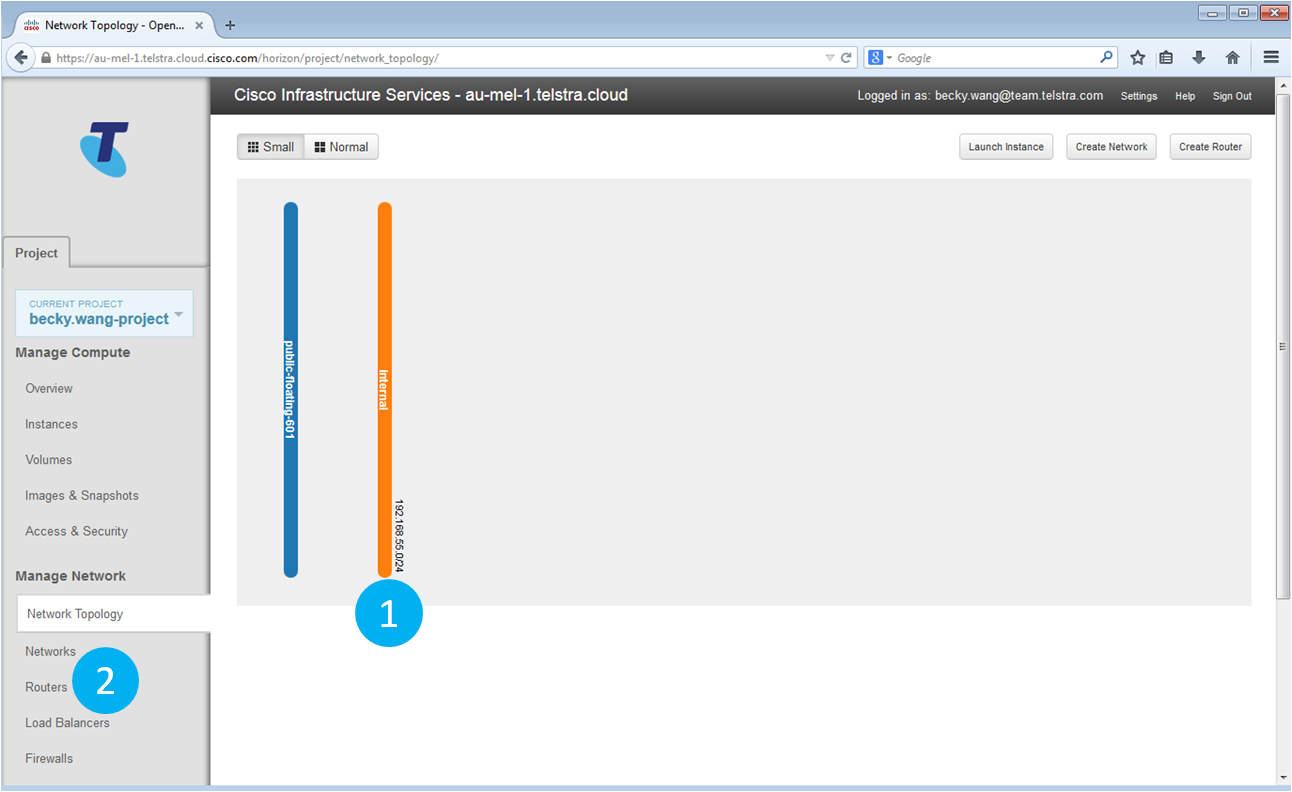 cisco Network Topology - Open...
https://au-mel-1.telstra.cloud.cisco.com/horizon/project/network_topology/
8 Google
T
Cisco Infrastructure Services - au-mel-1.telstra.cloud
Logged in as: becky.wang@team.telstra.com Settings Help Sign Out
Small Normal
Launch Instance Create Network Create Router
Project
CURRENT PROJECT
becky.wang-project
Manage Compute
Overview
Instances
Volumes
Images & Snapshots
Access & Security
Manage Network
Network Topology
Networks
Routers
Load Balancers
Firewalls
public-floating-601
internal
192.168.55.0/24
1
2